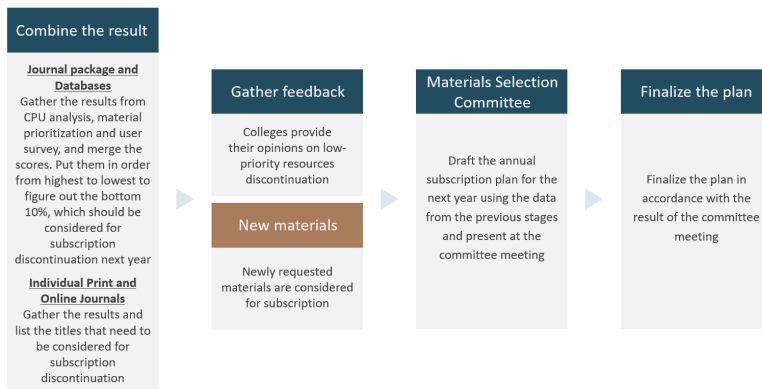 Combine the result
Journal package and
Databases
Gather the results from
CPU analysis, material
prioritization and user
survey, and merge the
scores. Put them in order
from highest to lowest to
figure out the bottom
10%, which should be
considered for
subscription
discontinuation next year
Individual Print and
Online Journals
Gather the results and
list the titles that need to
be considered for
subscription
discontinuation
Gather feedback
Colleges provide
their opinions on low-
priority resources
discontinuation
New materials
Newly requested
materials are considered
for subscription
Materials Selection
Committee
Draft the annual
subscription plan for the
next year using the data
from the previous stages
and present at the
committee meeting
Finalize the plan
Finalize the plan in
accordance with the
result of the committee
meeting